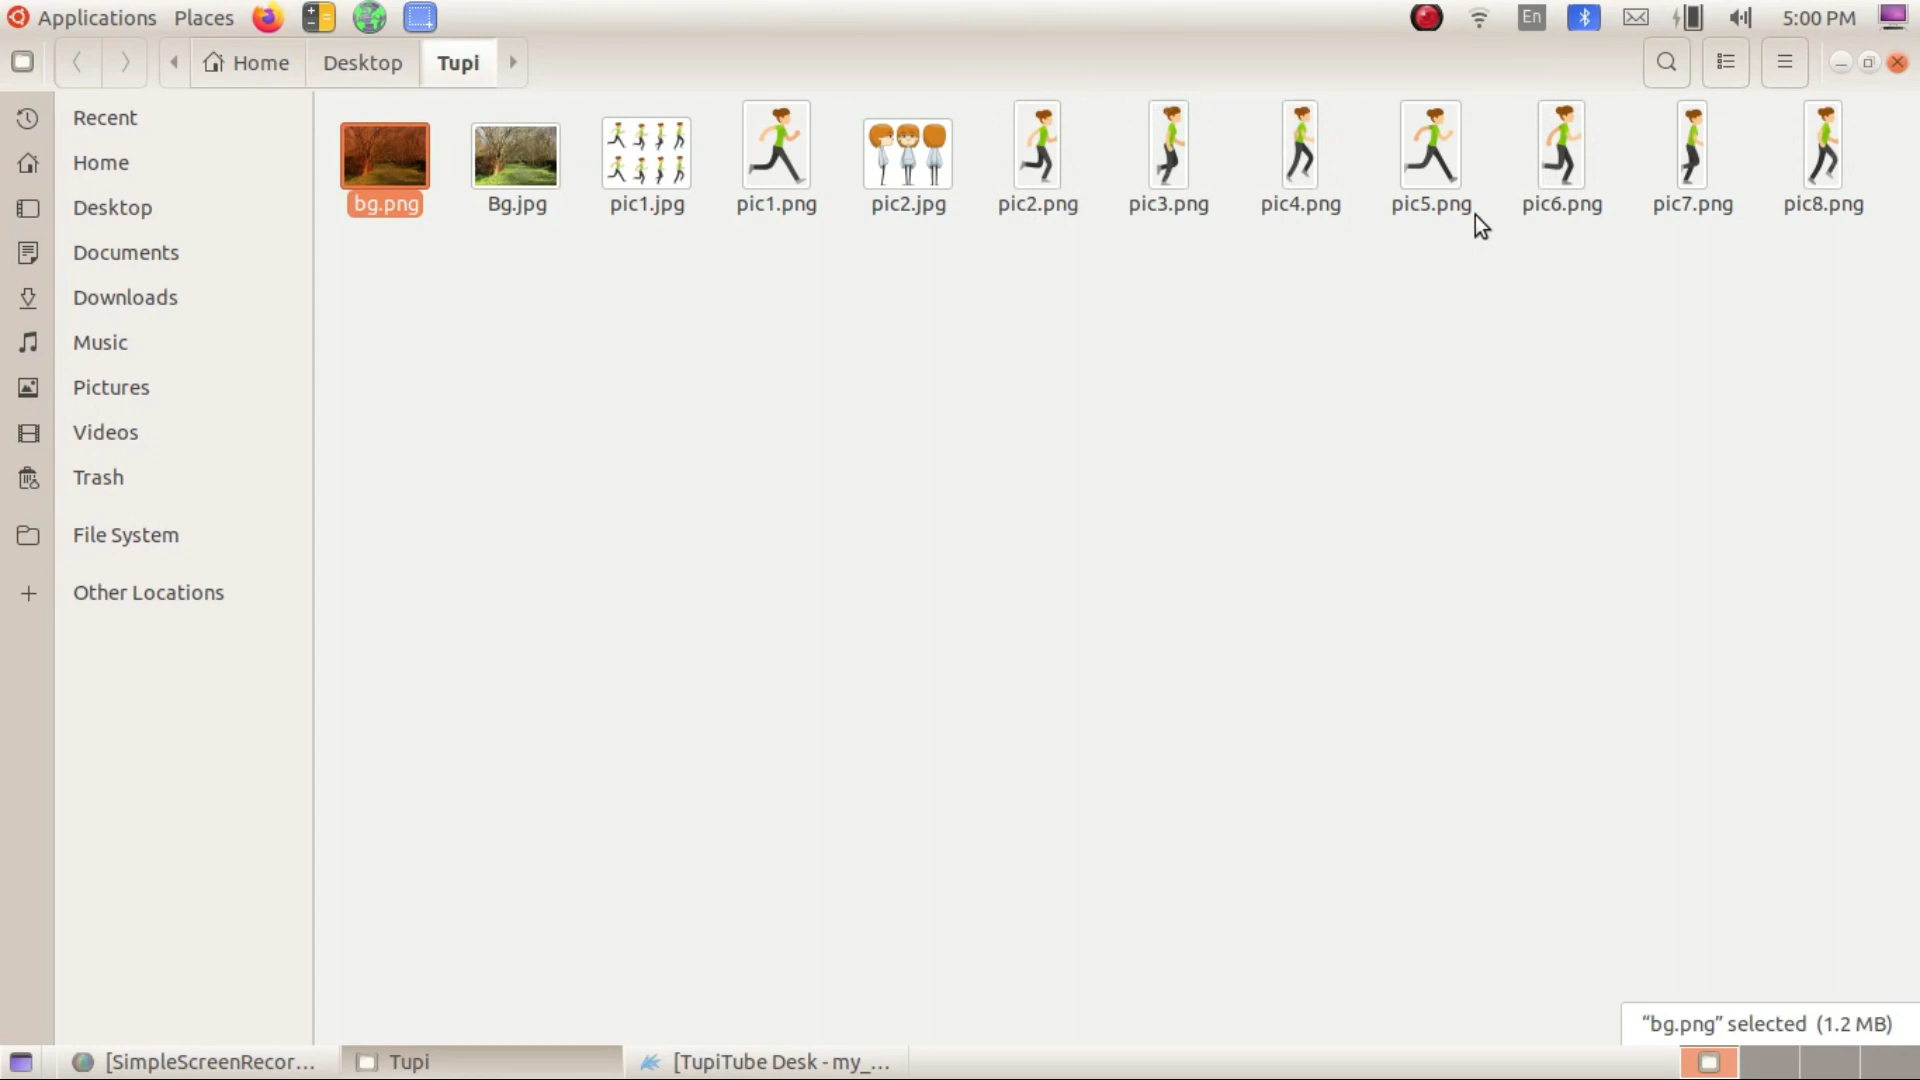 Applications Places En 5:00 PM
Home Desktop Tupi
Recent
Home
Desktop
Documents
Downloads
Music
Pictures
Videos
Trash
File System
Other Locations
bg.png Bg.jpg pic1.jpg pic1.png pic2.jpg pic2.png pic3.png pic4.png pic5.png pic6.png pic7.png pic8.png
“bg.png” selected (1.2 MB)
[SimpleScreenRecor... Tupi [TupiTube Desk - my_...